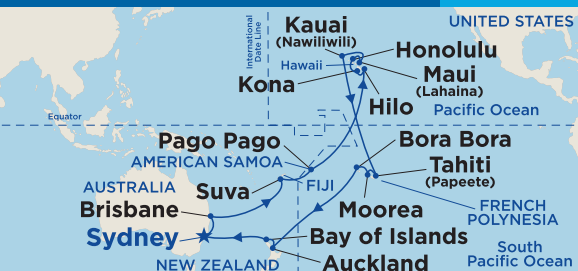 UNITED STATES
Kauai
(Nawiliwili)
International
Date Line
Honolulu
Hawaii
Maui
(Lahaina)
Kona
Hilo
Pacific Ocean
Equator
Pago Pago
AMERICAN SAMOA
Bora Bora
Tahiti
(Papeete)
AUSTRALIA
Suva
FIJI
Brisbane
Moorea
FRENCH
POLYNESIA
Sydney
Bay of Islands
South
Pacific Ocean
NEW ZEALAND
Auckland